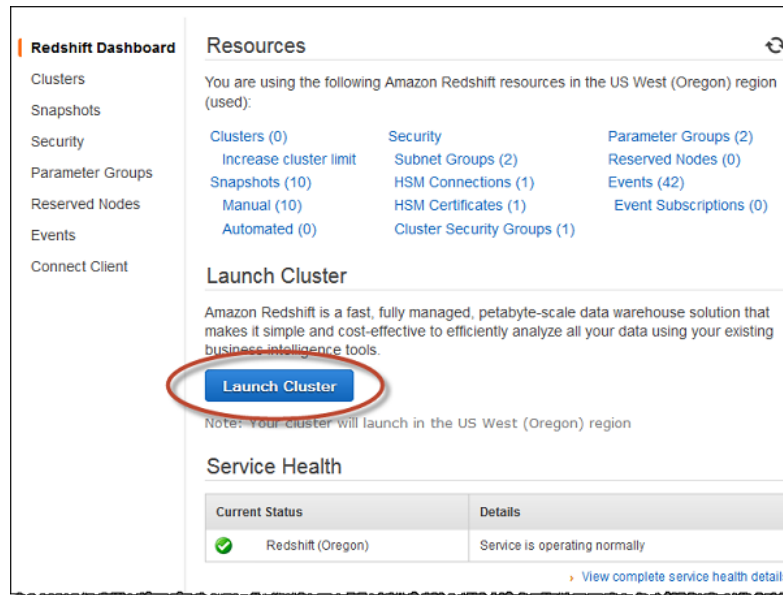 Redshift Dashboard
Clusters
Snapshots
Security
Parameter Groups
Reserved Nodes
Events
Connect Client
Resources
You are using the following Amazon Redshift resources in the US West (Oregon) region
(used):
Clusters (0)
Increase cluster limit
Snapshots (10)
Manual (10)
Automated (0)
Security
Subnet Groups (2)
HSM Connections (1)
HSM Certificates (1)
Cluster Security Groups (1)
Parameter Groups (2)
Reserved Nodes (0)
Events (42)
Event Subscriptions (0)
Launch Cluster
Amazon Redshift is a fast, fully managed, petabyte-scale data warehouse solution that
makes it simple and cost-effective to efficiently analyze all your data using your existing
business intelligence tools.
Launch Cluster
Note: Your cluster will launch in the US West (Oregon) region
Service Health
Current Status
Details
Redshift (Oregon)
Service is operating normally
› View complete service health detail